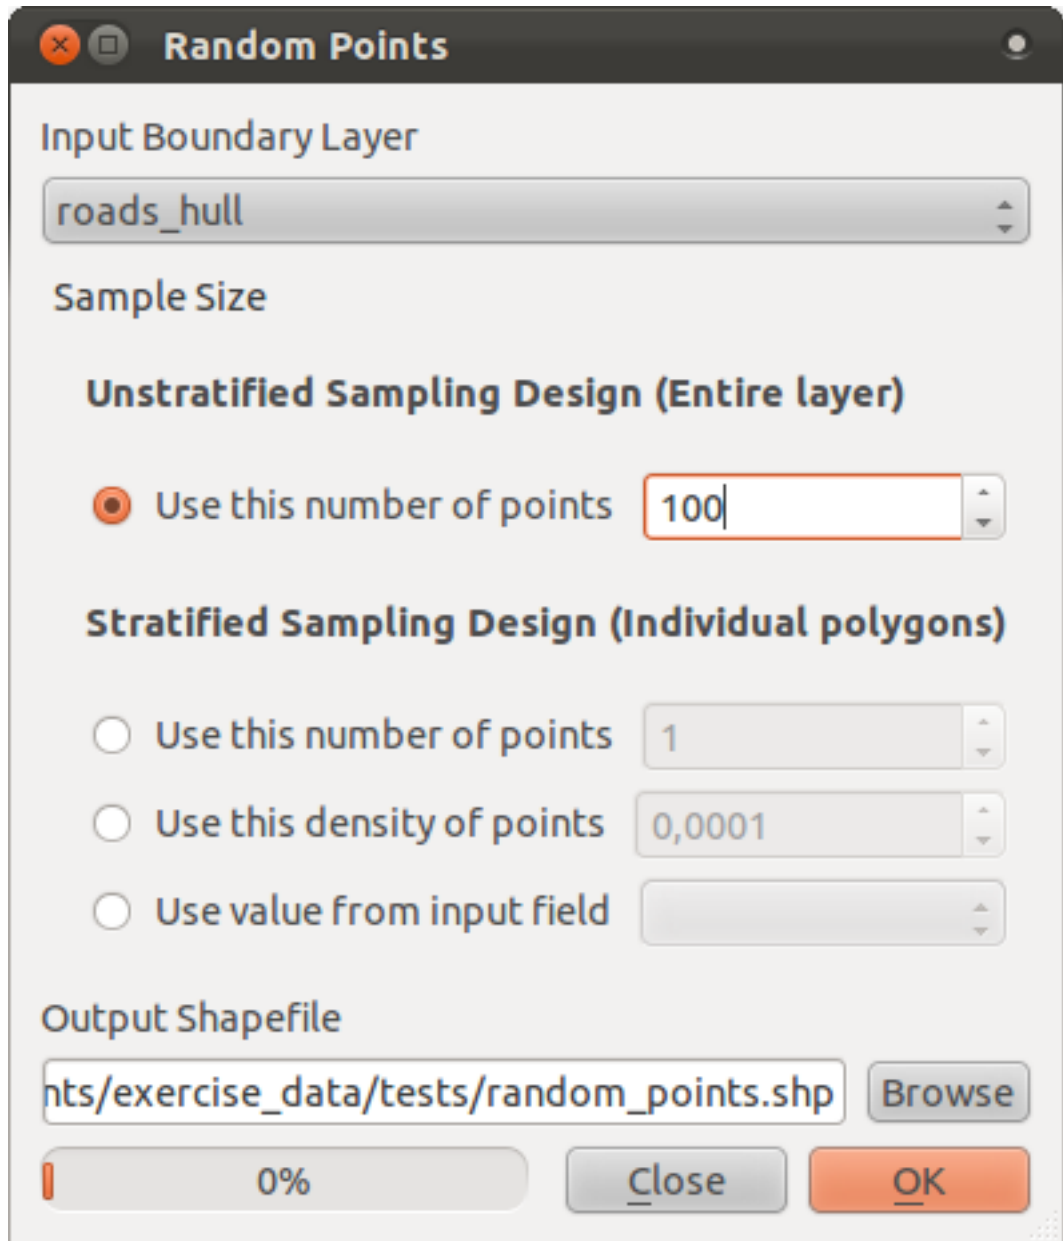 Random Points
Input Boundary Layer
roads_hull
Sample Size
Unstratified Sampling Design (Entire layer)
Use this number of points 100
Stratified Sampling Design (Individual polygons)
Use this number of points 1
Use this density of points 0,0001
Use value from input field
Output Shapefile
nts/exercise_data/tests/random_points.shp Browse
0% Close OK